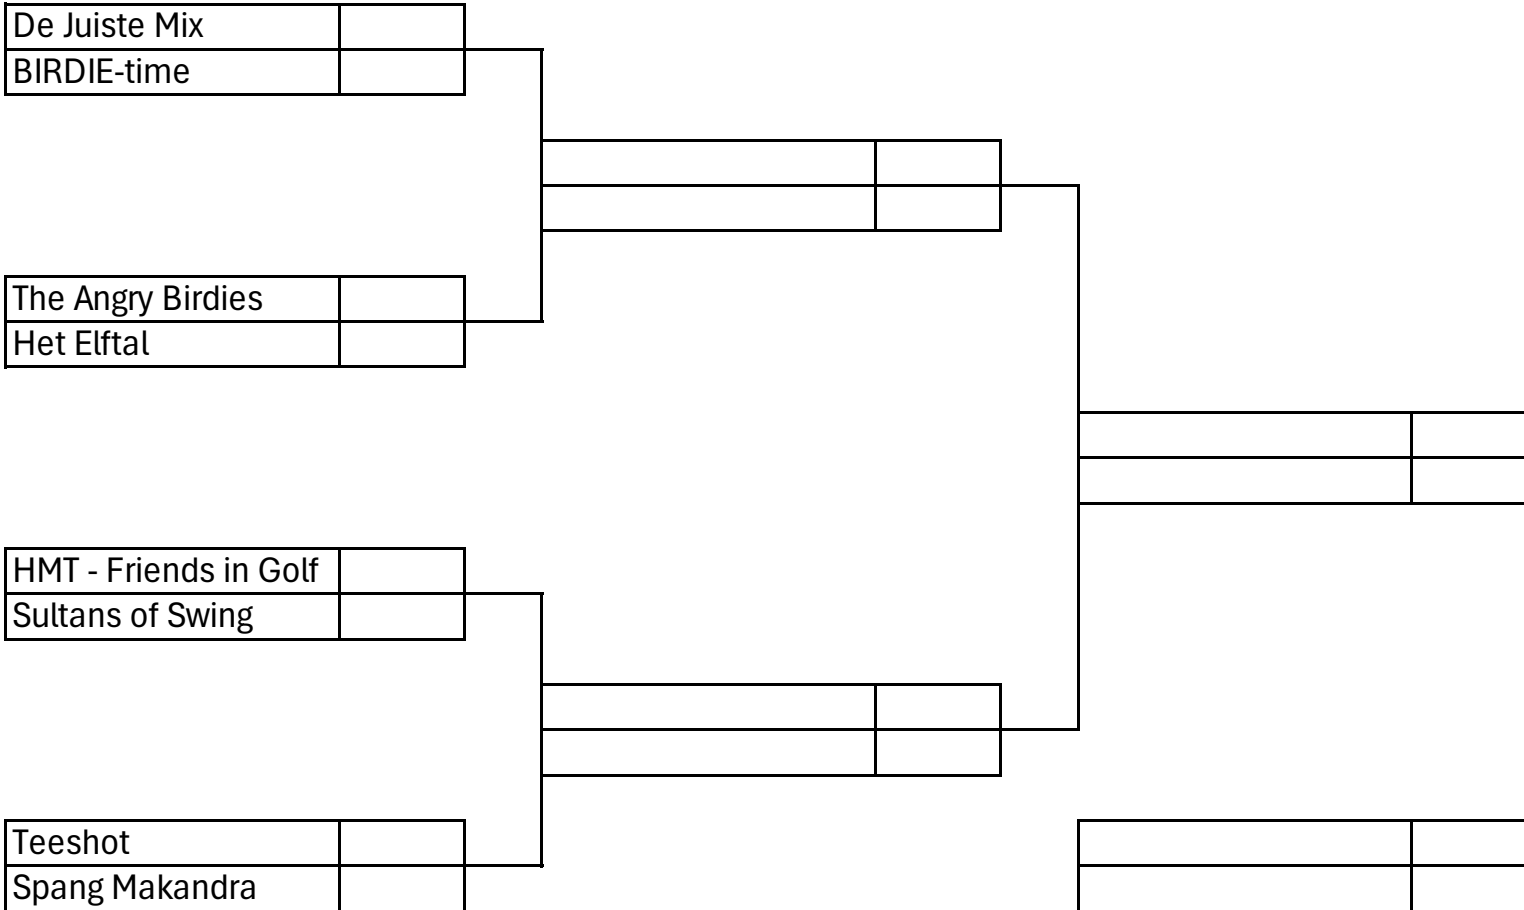 De Juiste Mix
BIRDIE-time
The Angry Birdies
Het Elftal
HMT - Friends in Golf
Sultans of Swing
Teeshot
Spang Makandra